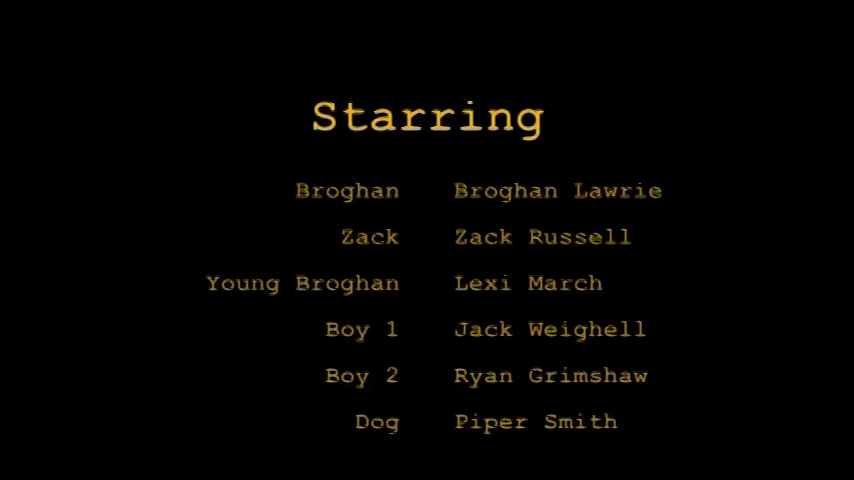 Starring
Broghan Broghan Lawrie
Zack Zack Russell
Young Broghan Lexi March
Boy 1 Jack Weighell
Boy 2 Ryan Grimshaw
Dog Piper Smith